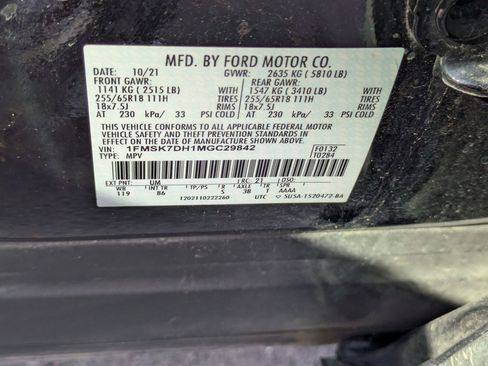 MFD. BY FORD MOTOR CO.
DATE: 10/21 GVWR: 2635 KG ( 5810 LB)
FRONT GAWR: REAR GAWR:
1141 KG ( 2515 LB) 1547 KG ( 3410 LB)
255/65R18 111H TIRES 255/65R18 111H TIRES
18x7.5J RIMS 18x7.5J RIMS
AT 230 kPa/ 33 PSI COLD AT 230 kPa/ 33 PSI COLD
THIS VEHICLE CONFORMS TO ALL APPLICABLE FEDERAL MOTOR
VEHICLE SAFETY AND THEFT PREVENTION STANDARDS IN
EFFECT ON THE DATE OF MANUFACTURE SHOWN ABOVE.
VIN: 1FMSK7DH1MGC29842 F0132
TYPE: MPV T0284
EXT PNT: UM RC: 21 DSO:
WB INT TR TP/PS R AXLE TR SPR
119 B6 S 3B T AAAA
1202110222260 UTC SU5A-1520472-BA